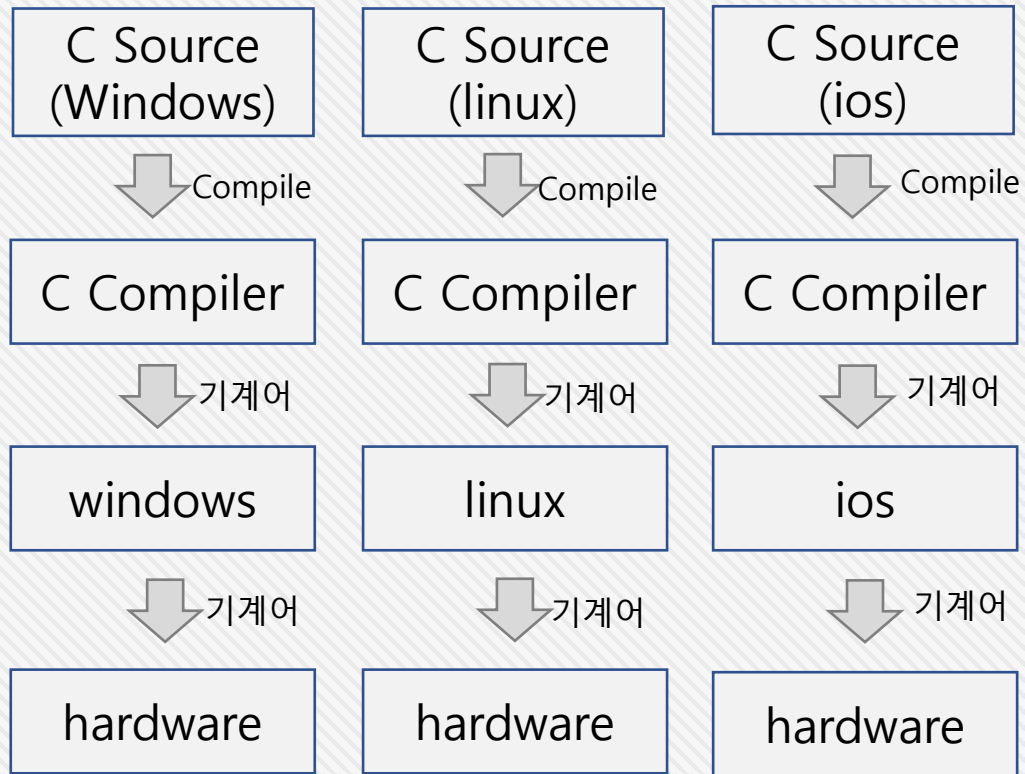 C Source
(Windows)
C Source
(linux)
C Source
(ios)
Compile
Compile
Compile
C Compiler
C Compiler
C Compiler
기계어
기계어
기계어
windows
linux
ios
기계어
기계어
기계어
hardware
hardware
hardware